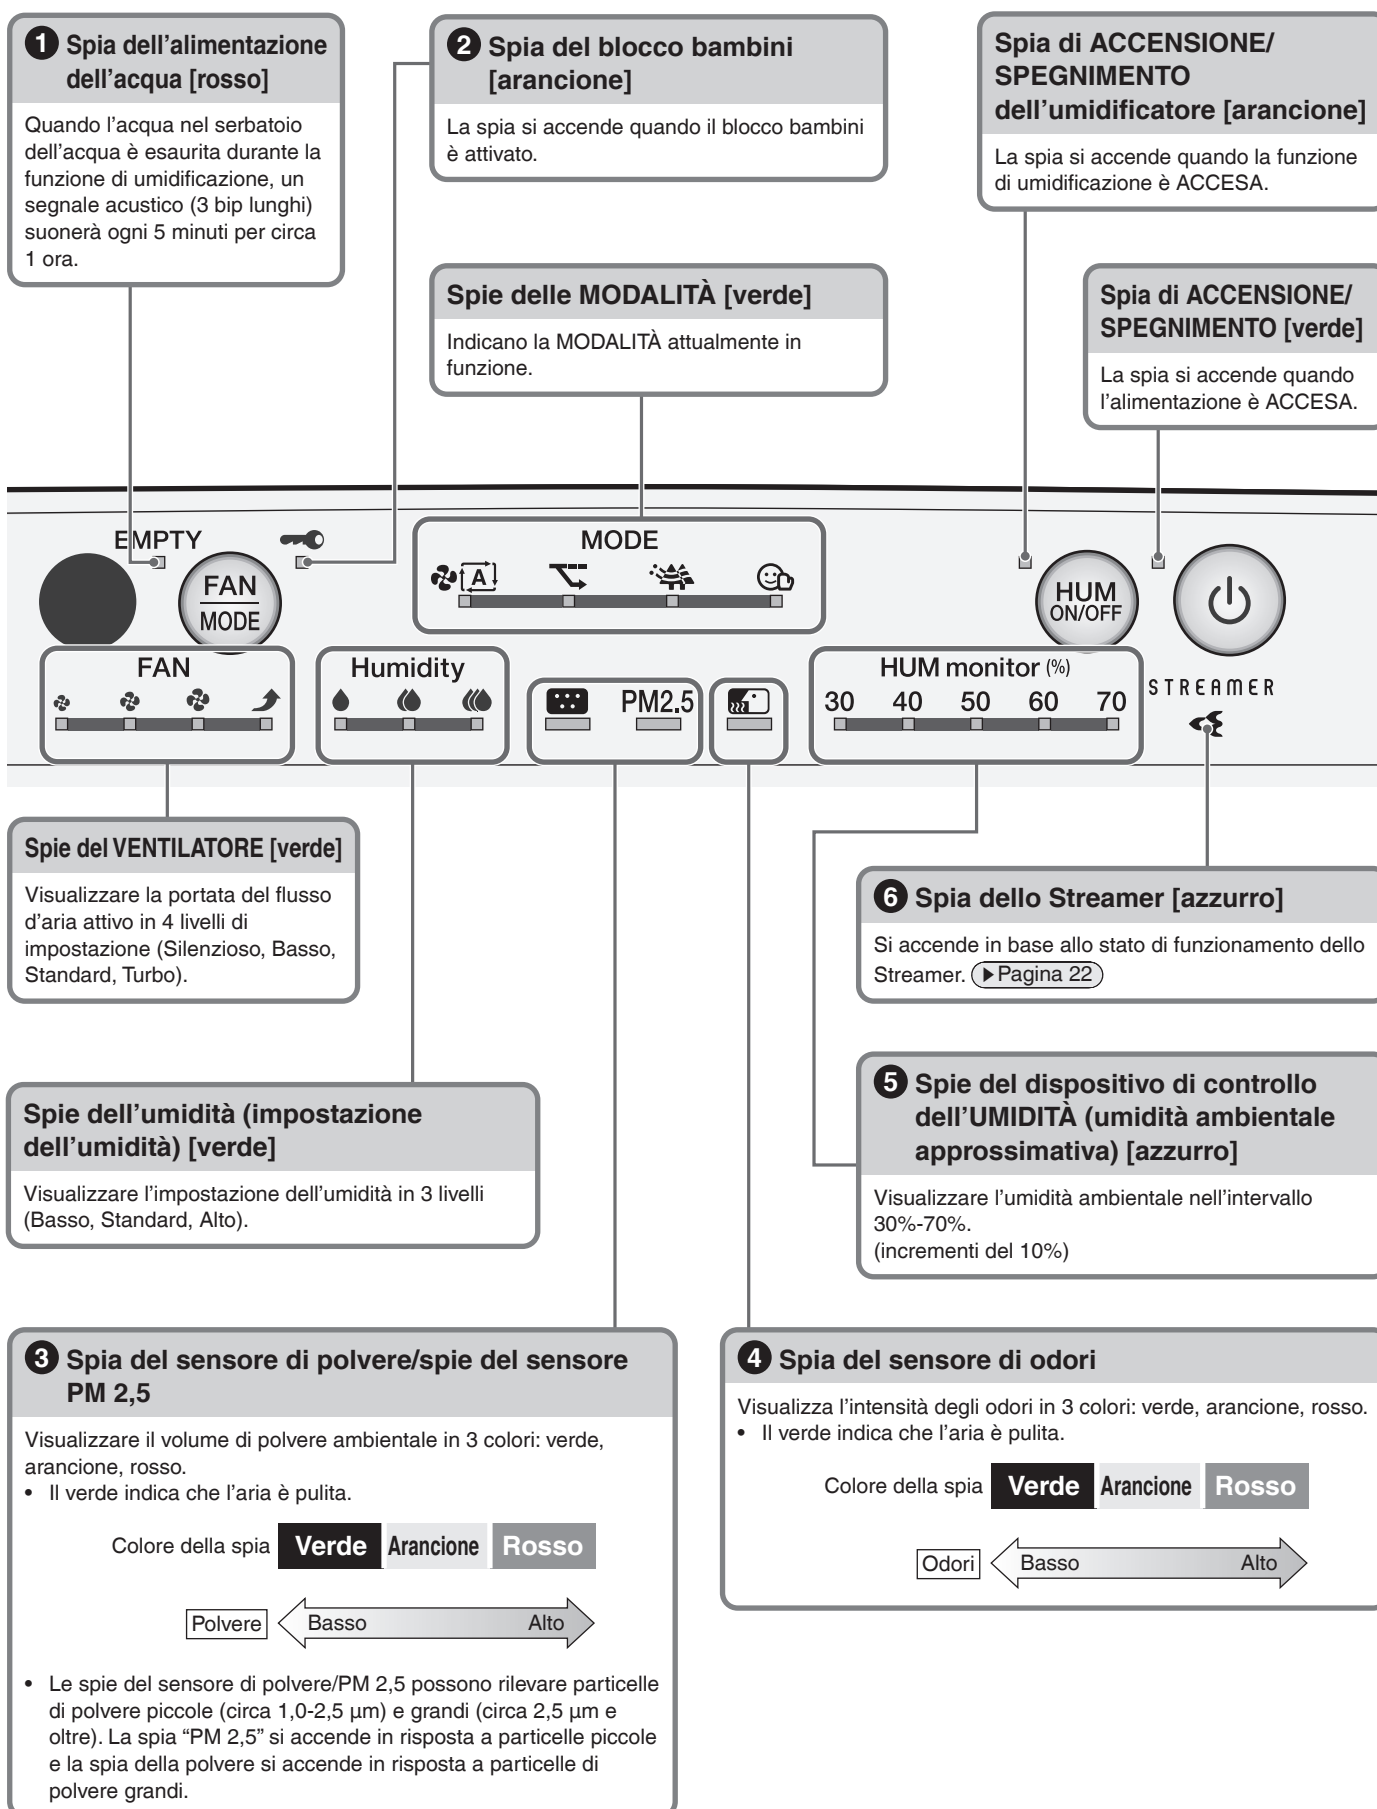 1 Spia dell'alimentazione
dell'acqua [rosso]
Quando l'acqua nel serbatoio
dell'acqua è esaurita durante la
funzione di umidificazione, un
segnale acustico (3 bip lunghi)
suonerà ogni 5 minuti per circa
1 ora.
2 Spia del blocco bambini
[arancione]
La spia si accende quando il blocco bambini
è attivato.
Spia di ACCENSIONE/
SPEGNIMENTO
dell'umidificatore [arancione]
La spia si accende quando la funzione
di umidificazione è ACCESA.
Spie delle MODALITÀ [verde]
Indicano la MODALITÀ attualmente in
funzione.
Spia di ACCENSIONE/
SPEGNIMENTO [verde]
La spia si accende quando
l'alimentazione è ACCESA.
EMPTY
FAN
MODE
MODE
A
HUM
ON/OFF
FAN
Humidity
PM2.5
HUM monitor (%)
30 40 50 60 70
STREAMER
Spie del VENTILATORE [verde]
Visualizzare la portata del flusso
d'aria attivo in 4 livelli di
impostazione (Silenzioso, Basso,
Standard, Turbo).
6 Spia dello Streamer [azzurro]
Si accende in base allo stato di funzionamento dello
Streamer. ▶Pagina 22
5 Spie del dispositivo di controllo
dell'UMIDITÀ (umidità ambientale
approssimativa) [azzurro]
Visualizzare l'umidità ambientale nell'intervallo
30%-70%.
(incrementi del 10%)
Spie dell'umidità (impostazione
dell'umidità) [verde]
Visualizzare l'impostazione dell'umidità in 3 livelli
(Basso, Standard, Alto).
3 Spia del sensore di polvere/spie del sensore
PM 2,5
Visualizzare il volume di polvere ambientale in 3 colori: verde,
arancione, rosso.
• Il verde indica che l'aria è pulita.
Colore della spia Verde Arancione Rosso
Polvere Basso Alto
• Le spie del sensore di polvere/PM 2,5 possono rilevare particelle
di polvere piccole (circa 1,0-2,5 μm) e grandi (circa 2,5 μm e
oltre). La spia “PM 2,5” si accende in risposta a particelle piccole
e la spia della polvere si accende in risposta a particelle di
polvere grandi.
4 Spia del sensore di odori
Visualizza l'intensità degli odori in 3 colori: verde, arancione, rosso.
• Il verde indica che l'aria è pulita.
Colore della spia Verde Arancione Rosso
Odori Basso Alto